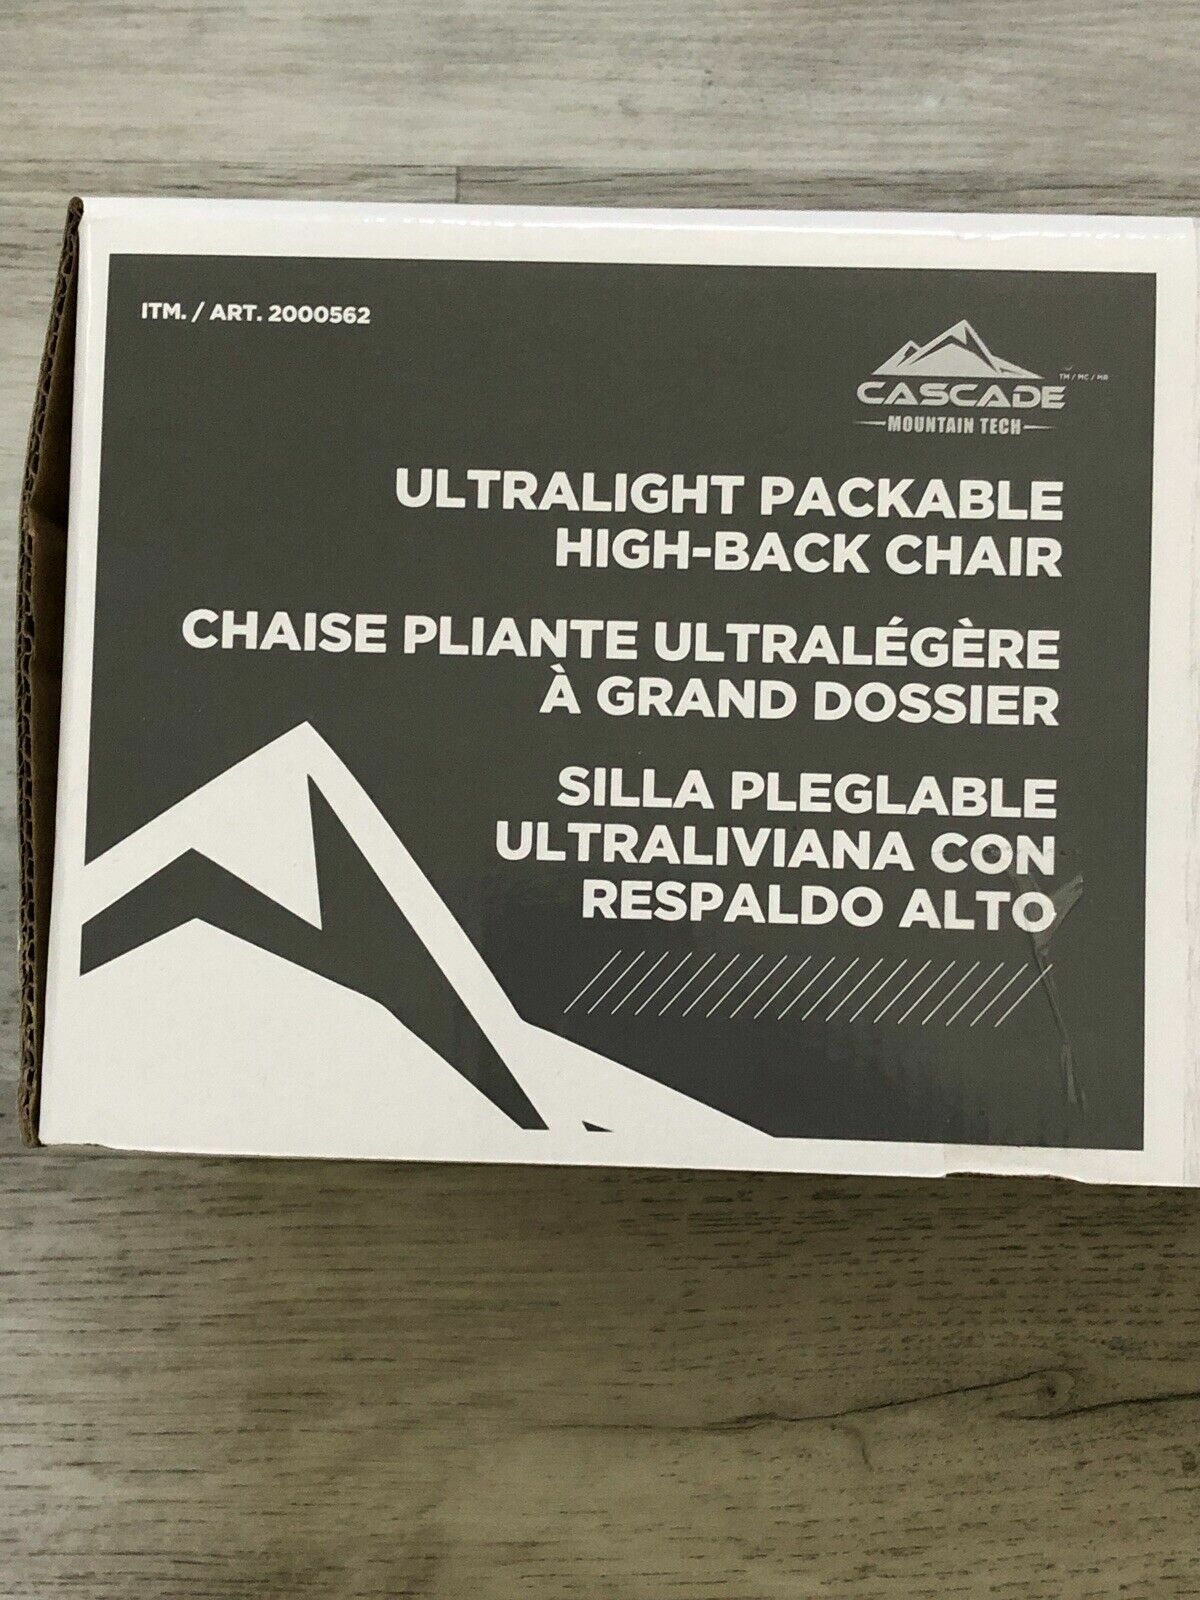 ITM. / ART. 2000562
TM / MC / MR
CASCADE
MOUNTAIN TECH
ULTRALIGHT PACKABLE
HIGH-BACK CHAIR
CHAISE PLIANTE ULTRALÉGÈRE
À GRAND DOSSIER
SILLA PLEGLABLE
ULTRALIVIANA CON
RESPALDO ALTO